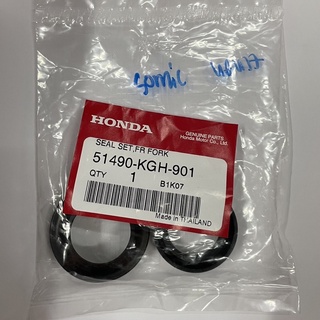 sonic
HONDA
GENUINE PARTS
Honda Motor Co., Ltd.
SEAL SET,FR FORK
51490-KGH-901
QTY 1 B1K07
Made in THAILAND